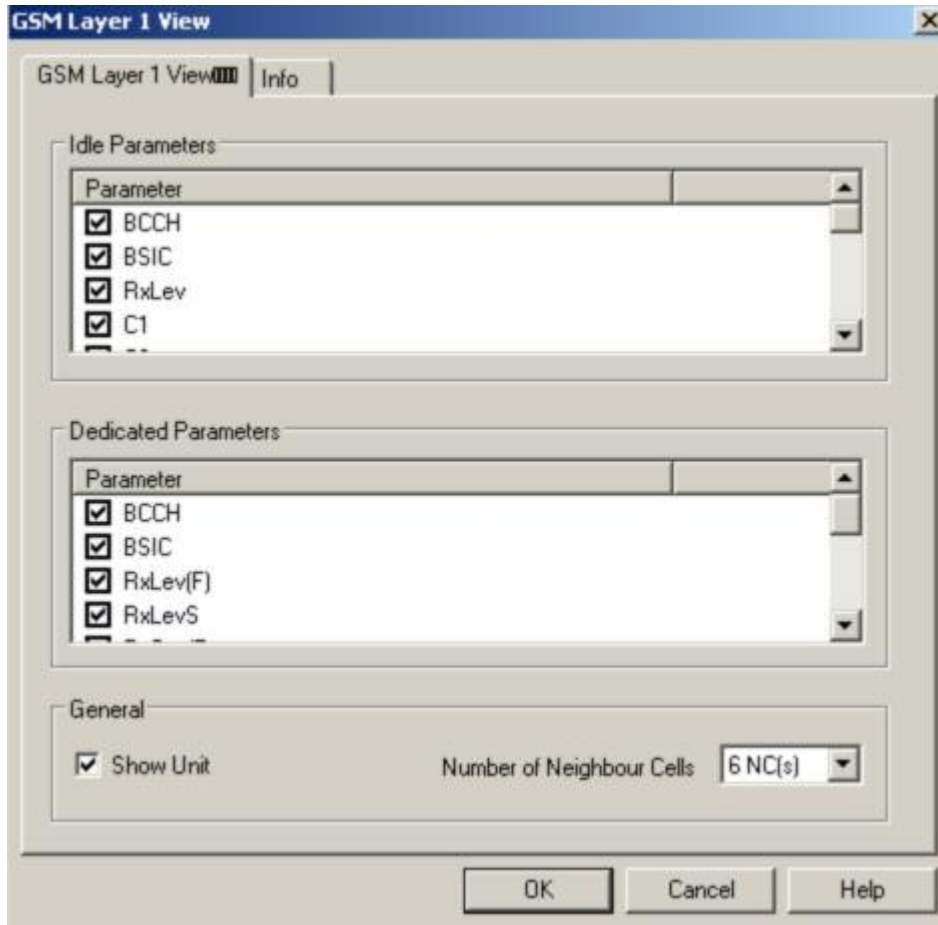 GSM Layer 1 View
GSM Layer 1 View
Info
Idle Parameters
Parameter
BCCH
BSIC
RxLev
C1
Dedicated Parameters
Parameter
BCCH
BSIC
RxLev(F)
RxLevS
General
Show Unit
Number of Neighbour Cells
6 NC(s)
OK
Cancel
Help